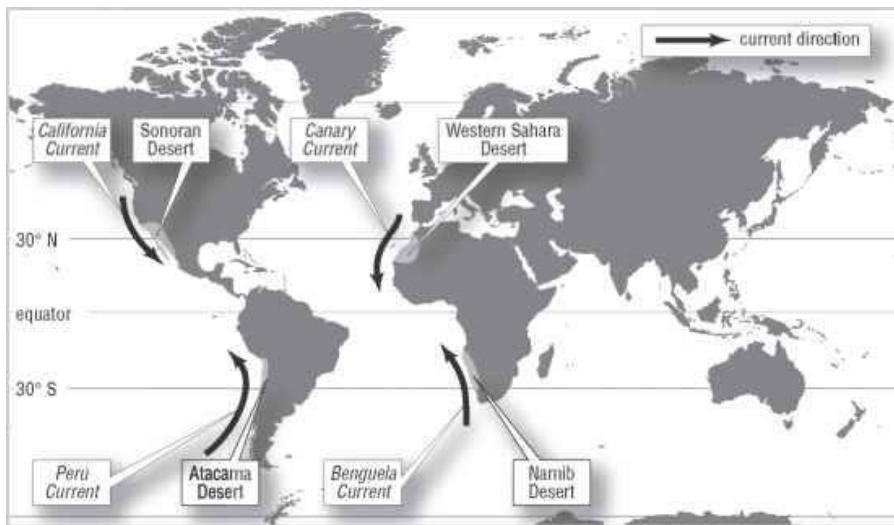 current direction
California
Current
Sonoran
Desert
Canary
Current
Western Sahara
Desert
30° N
equator
30° S
Peru
Current
Atacama
Desert
Benguela
Current
Namib
Desert